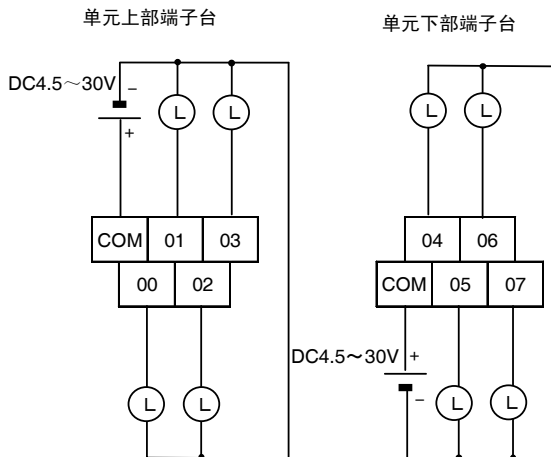 单元上部端子台
单元下部端子台
DC4.5～30V
−
+
L L
L L
COM 01 03
00 02
04 06
COM 05 07
DC4.5～30V
+
−
L L
L L